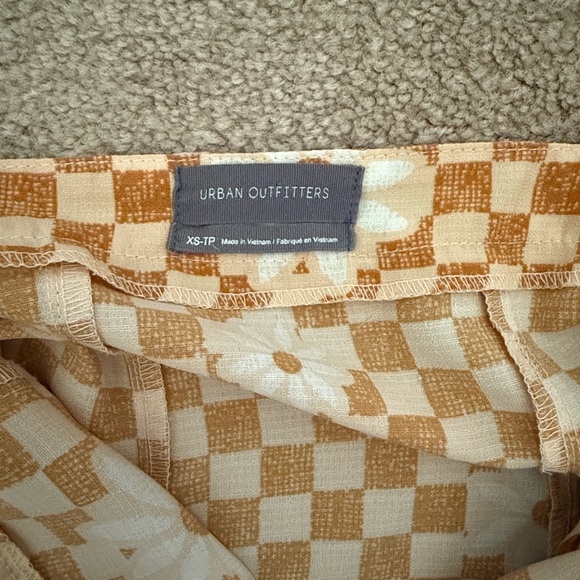 URBAN OUTFITTERS
XS-TP Made in Vietnam / Fabriqué en Vietnam